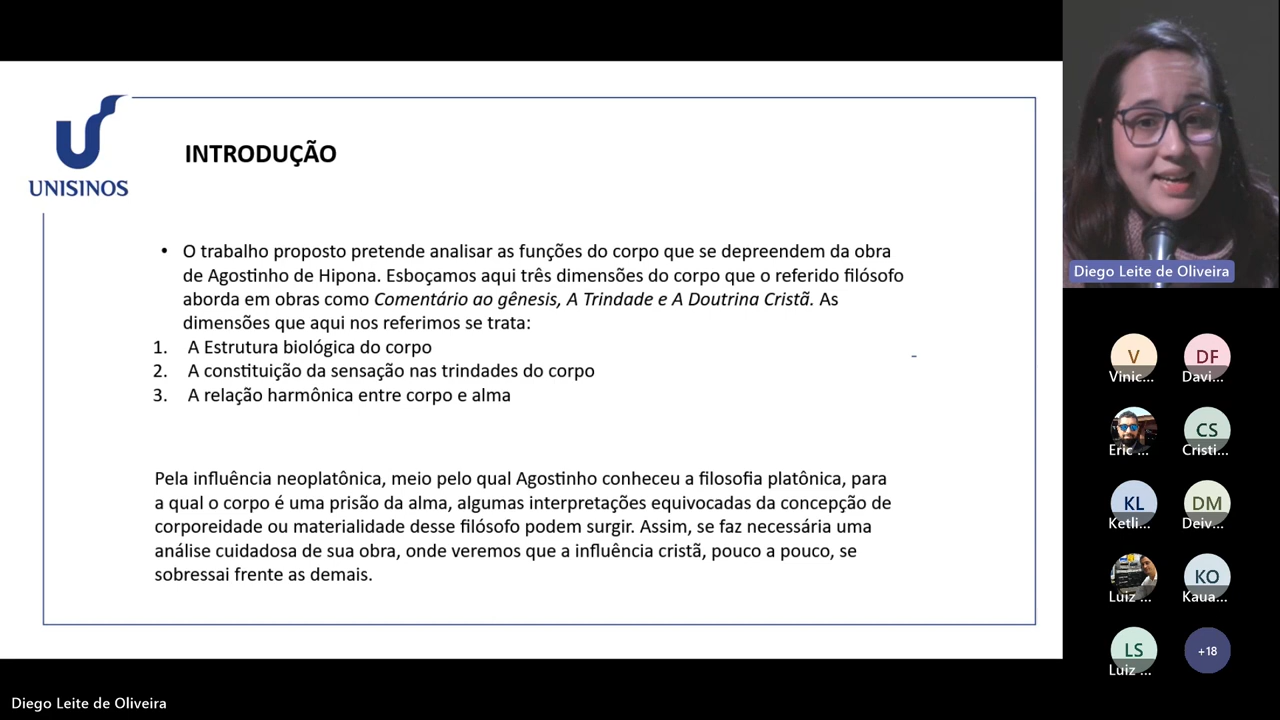 UNISINOS
INTRODUÇÃO
• O trabalho proposto pretende analisar as funções do corpo que se depreendem da obra
de Agostinho de Hipona. Esboçamos aqui três dimensões do corpo que o referido filósofo
aborda em obras como Comentário ao gênesis, A Trindade e A Doutrina Cristã. As
dimensões que aqui nos referimos se trata:
1. A Estrutura biológica do corpo
2. A constituição da sensação nas trindades do corpo
3. A relação harmônica entre corpo e alma
Pela influência neoplatônica, meio pelo qual Agostinho conheceu a filosofia platônica, para
a qual o corpo é uma prisão da alma, algumas interpretações equivocadas da concepção de
corporeidade ou materialidade desse filósofo podem surgir. Assim, se faz necessária uma
análise cuidadosa de sua obra, onde veremos que a influência cristã, pouco a pouco, se
sobressai frente as demais.
Diego Leite de Oliveira
V
Vinic...
DF
Davi...
Eric ...
CS
Cristi...
KL
Ketli...
DM
Deiv...
Luiz ...
KO
Kaua...
LS
Luiz ...
+18
Diego Leite de Oliveira